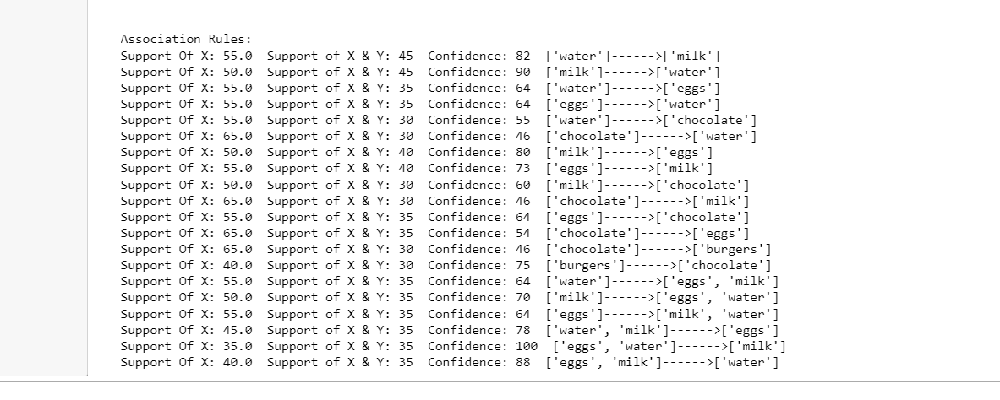 Association Rules:
Support Of X: 55.0  Support of X & Y: 45  Confidence: 82  ['water']------>['milk']
Support Of X: 50.0  Support of X & Y: 45  Confidence: 90  ['milk']------>['water']
Support Of X: 55.0  Support of X & Y: 35  Confidence: 64  ['water']------>['eggs']
Support Of X: 55.0  Support of X & Y: 35  Confidence: 64  ['eggs']------>['water']
Support Of X: 55.0  Support of X & Y: 30  Confidence: 55  ['water']------>['chocolate']
Support Of X: 65.0  Support of X & Y: 30  Confidence: 46  ['chocolate']------>['water']
Support Of X: 50.0  Support of X & Y: 40  Confidence: 80  ['milk']------>['eggs']
Support Of X: 55.0  Support of X & Y: 40  Confidence: 73  ['eggs']------>['milk']
Support Of X: 50.0  Support of X & Y: 30  Confidence: 60  ['milk']------>['chocolate']
Support Of X: 65.0  Support of X & Y: 30  Confidence: 46  ['chocolate']------>['milk']
Support Of X: 55.0  Support of X & Y: 35  Confidence: 64  ['eggs']------>['chocolate']
Support Of X: 65.0  Support of X & Y: 35  Confidence: 54  ['chocolate']------>['eggs']
Support Of X: 65.0  Support of X & Y: 30  Confidence: 46  ['chocolate']------>['burgers']
Support Of X: 40.0  Support of X & Y: 30  Confidence: 75  ['burgers']------>['chocolate']
Support Of X: 55.0  Support of X & Y: 35  Confidence: 64  ['water']------>['eggs', 'milk']
Support Of X: 50.0  Support of X & Y: 35  Confidence: 70  ['milk']------>['eggs', 'water']
Support Of X: 55.0  Support of X & Y: 35  Confidence: 64  ['eggs']------>['milk', 'water']
Support Of X: 45.0  Support of X & Y: 35  Confidence: 78  ['water', 'milk']------>['eggs']
Support Of X: 35.0  Support of X & Y: 35  Confidence: 100  ['eggs', 'water']------>['milk']
Support Of X: 40.0  Support of X & Y: 35  Confidence: 88  ['eggs', 'milk']------>['water']